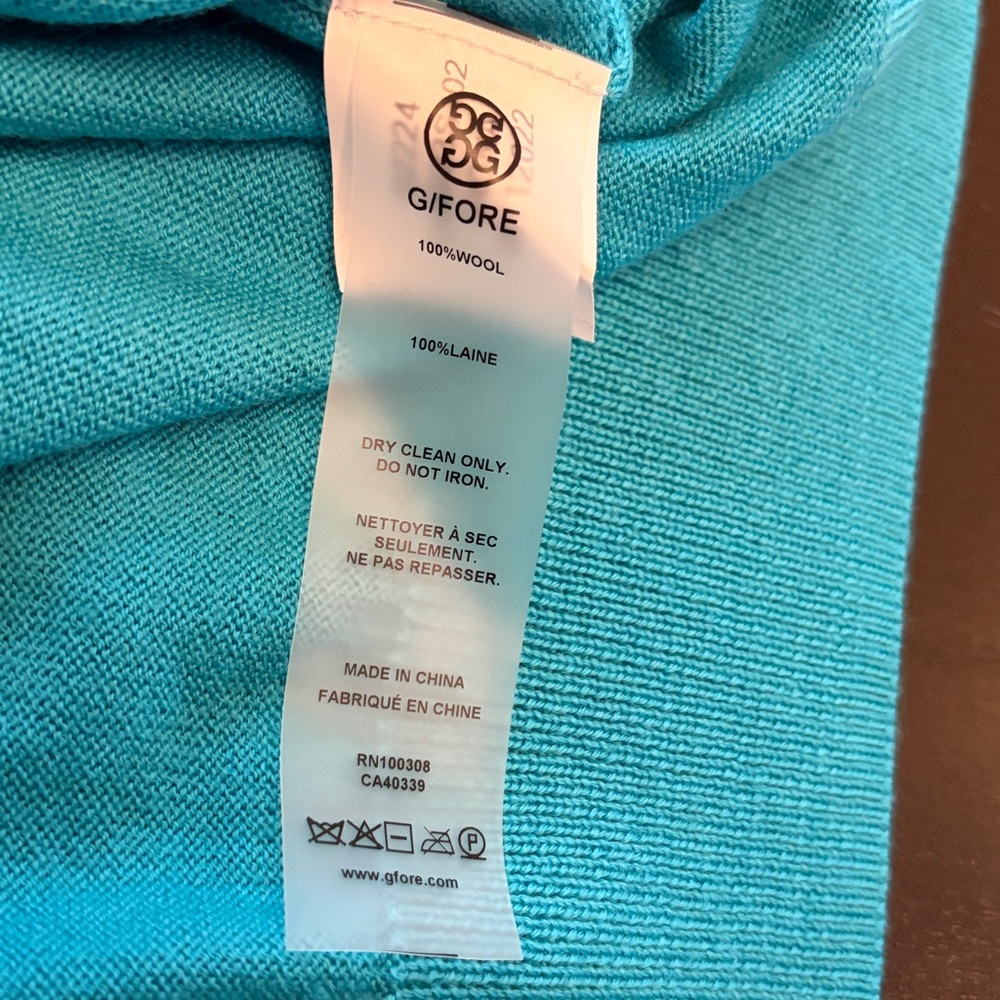 G/FORE
100%WOOL
100%LAINE
DRY CLEAN ONLY.
DO NOT IRON.
NETTOYER À SEC
SEULEMENT.
NE PAS REPASSER.
MADE IN CHINA
FABRIQUÉ EN CHINE
RN100308
CA40339
P
www.gfore.com